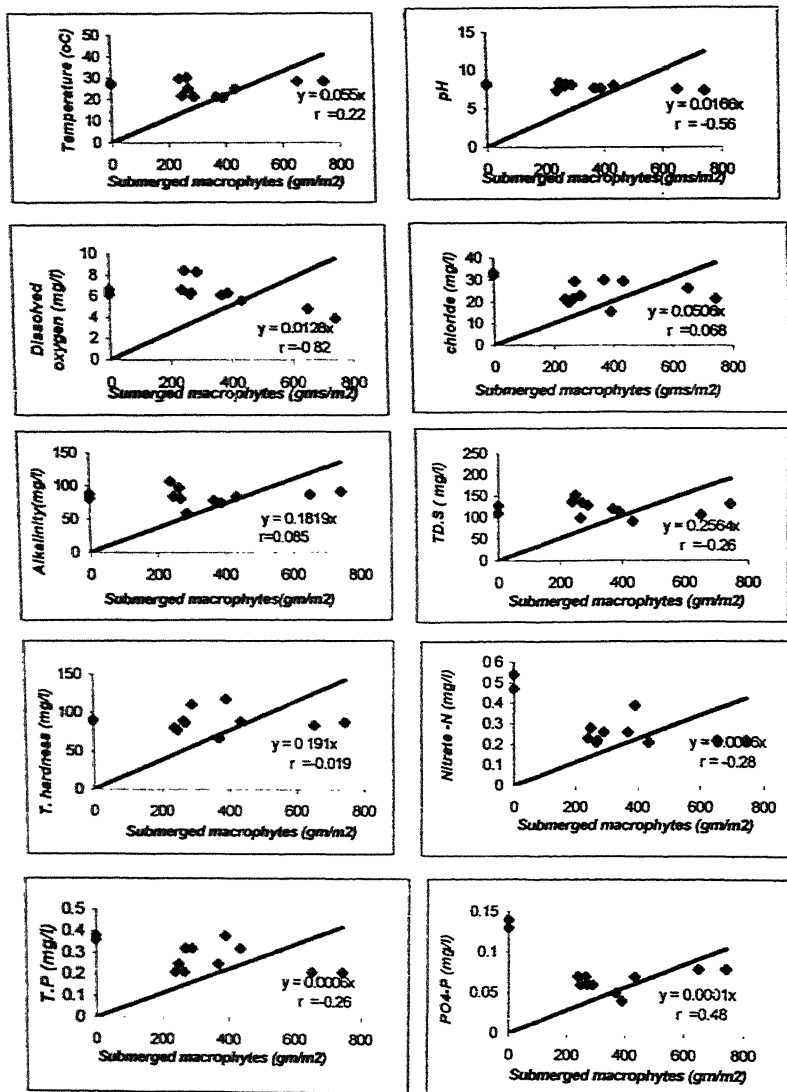 Temperature (oC)
50
40
30
20
10
0
y = 0.055x
r = 0.22
0 200 400 600 800
Submerged macrophytes (gm/m2)
pH
15
10
5
0
y = 0.0166x
r = -0.56
0 200 400 600 800
Submerged macrophytes (gms/m2)
Dissolved
oxygen (mg/l)
10
8
6
4
2
0
y = 0.0128x
r = -0.82
0 200 400 600 800
Sumerged macrophytes (gms/m2)
chloride (mg/l)
40
30
20
10
0
y = 0.0506x
r = 0.068
0 200 400 600 800
Submerged macrophytes (gms/m2)
Alkalinity(mg/l)
150
100
50
0
y = 0.1819x
r=0.085
0 200 400 600 800
Submerged macrophytes(gm/m2)
TD.S ( mg/l)
250
200
150
100
50
0
y = 0.2564x
r = -0.26
0 200 400 600 800
Submerged macrophytes (gm/m2)
T. hardness (mg/l)
150
100
50
0
y = 0 191x
r =-0.019
0 200 400 600 800
Submerged macrophytes (gm/m2)
Nitrate -N (mg/l)
0 6
0.5
0.4
0.3
0.2
0.1
0
r = -0.28
0 200 400 600 800
Submerged macrophytes (gm/m2)
T.P (mg/l)
0.5
0.4
0.3
0.2
0.1
0
y = 0.0006x
r = -0.26
0 200 400 600 800
Submerged macrophytes (gm/m2)
PO4-P (mg/l)
0.15
0.1
0.05
0
y = 0.0001x
r =0.48
0 200 400 600 800
Submerged macrophytes (gm/m2)